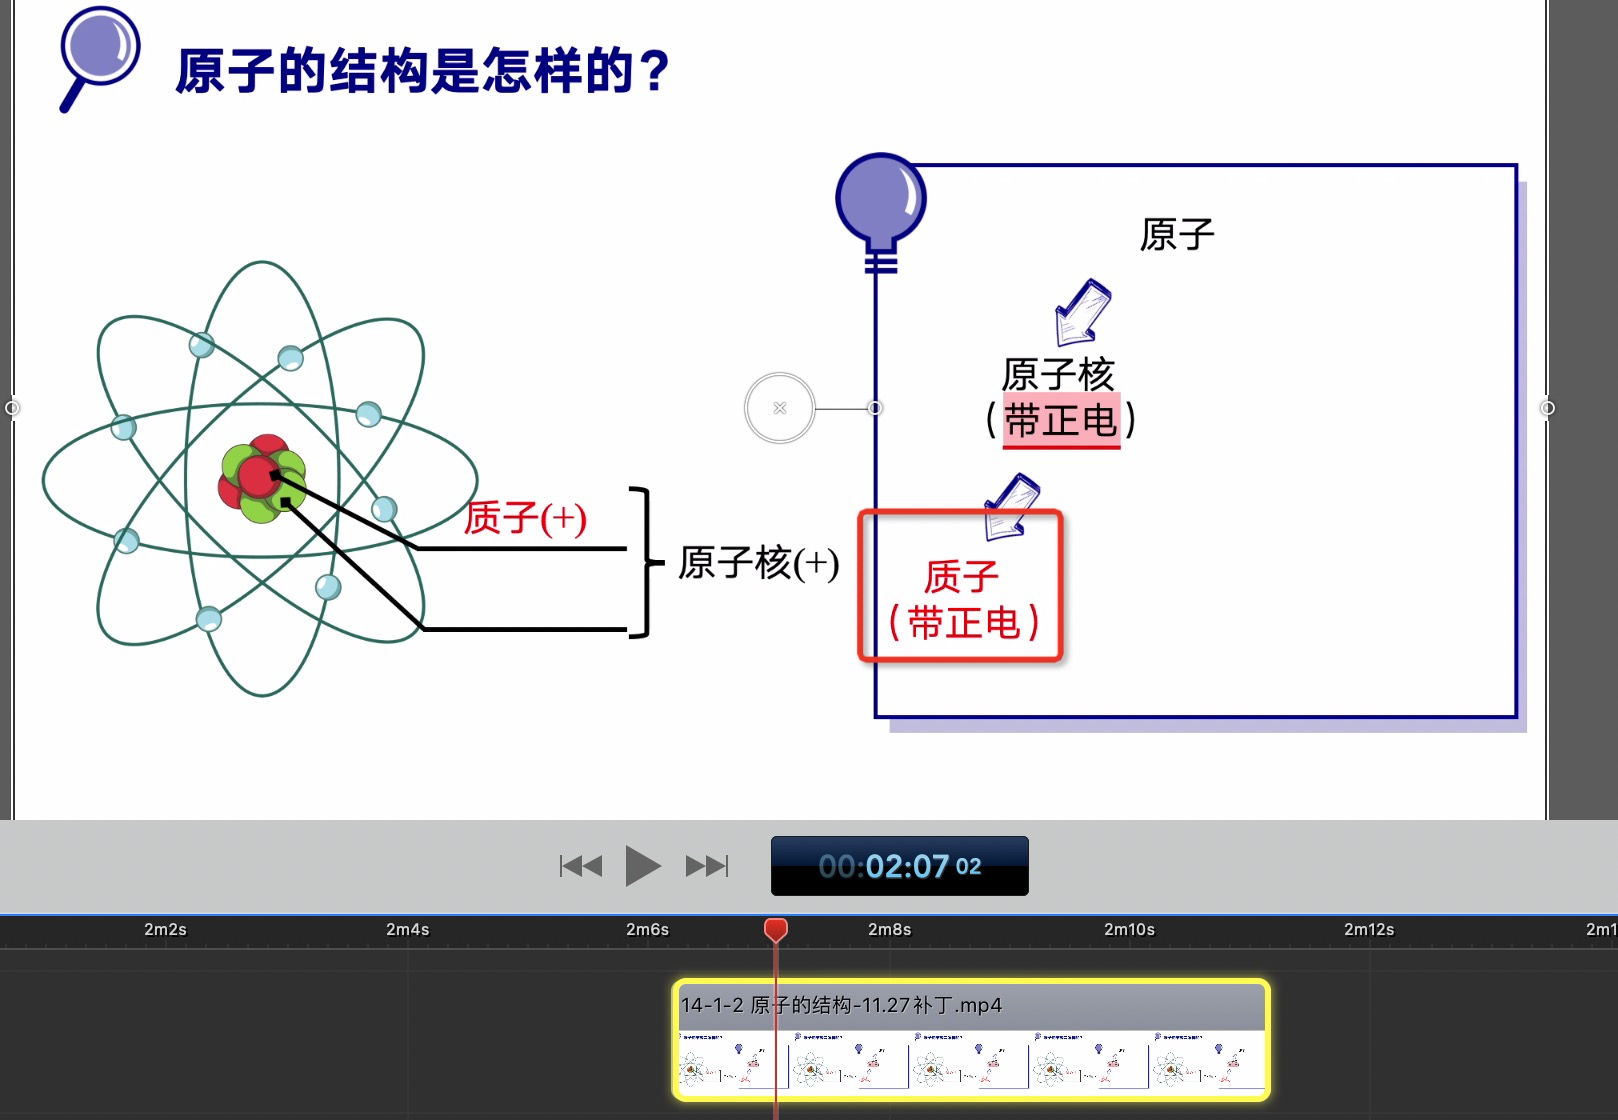 原子的结构是怎样的?
原子
原子核
(带正电)
质子(+)
原子核(+)
质子
(带正电)
00:02:07 02
2m2s
2m4s
2m6s
2m8s
2m10s
2m12s
2m1
14-1-2 原子的结构-11.27补丁.mp4